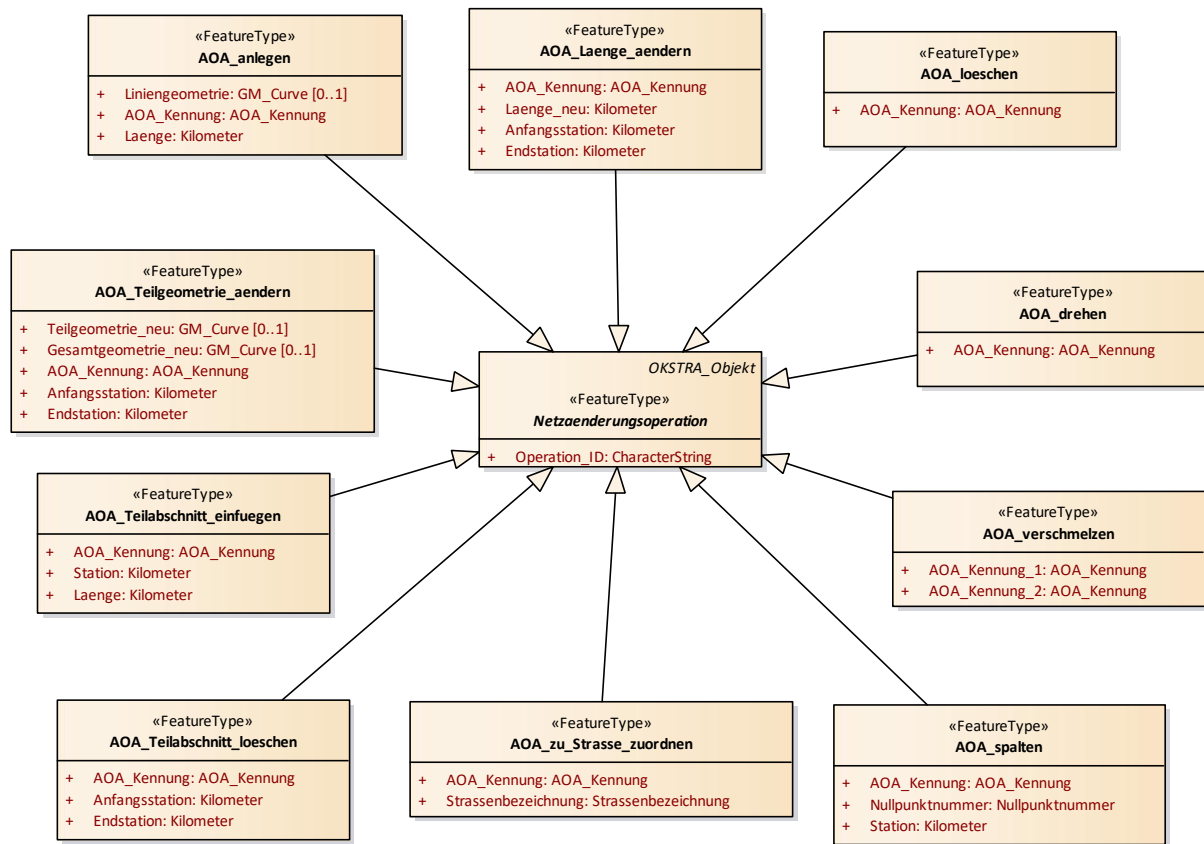 «FeatureType»
AOA_anlegen
+ Liniengeometrie: GM_Curve [0..1]
+ AOA_Kennung: AOA_Kennung
+ Laenge: Kilometer
«FeatureType»
AOA_Laenge_aendern
+ AOA_Kennung: AOA_Kennung
+ Laenge_neu: Kilometer
+ Anfangsstation: Kilometer
+ Endstation: Kilometer
«FeatureType»
AOA_loeschen
+ AOA_Kennung: AOA_Kennung
«FeatureType»
AOA_Teilgeometrie_aendern
+ Teilgeometrie_neu: GM_Curve [0..1]
+ Gesamtgeometrie_neu: GM_Curve [0..1]
+ AOA_Kennung: AOA_Kennung
+ Anfangsstation: Kilometer
+ Endstation: Kilometer
«FeatureType»
AOA_drehen
+ AOA_Kennung: AOA_Kennung
OKSTRA_Objekt
«FeatureType»
Netzaenderungsoperation
+ Operation_ID: CharacterString
«FeatureType»
AOA_Teilabschnitt_einfuegen
+ AOA_Kennung: AOA_Kennung
+ Station: Kilometer
+ Laenge: Kilometer
«FeatureType»
AOA_verschmelzen
+ AOA_Kennung_1: AOA_Kennung
+ AOA_Kennung_2: AOA_Kennung
«FeatureType»
AOA_Teilabschnitt_loeschen
+ AOA_Kennung: AOA_Kennung
+ Anfangsstation: Kilometer
+ Endstation: Kilometer
«FeatureType»
AOA_zu_Strasse_zuordnen
+ AOA_Kennung: AOA_Kennung
+ Strassenbezeichnung: Strassenbezeichnung
«FeatureType»
AOA_spalten
+ AOA_Kennung: AOA_Kennung
+ Nullpunktnummer: Nullpunktnummer
+ Station: Kilometer